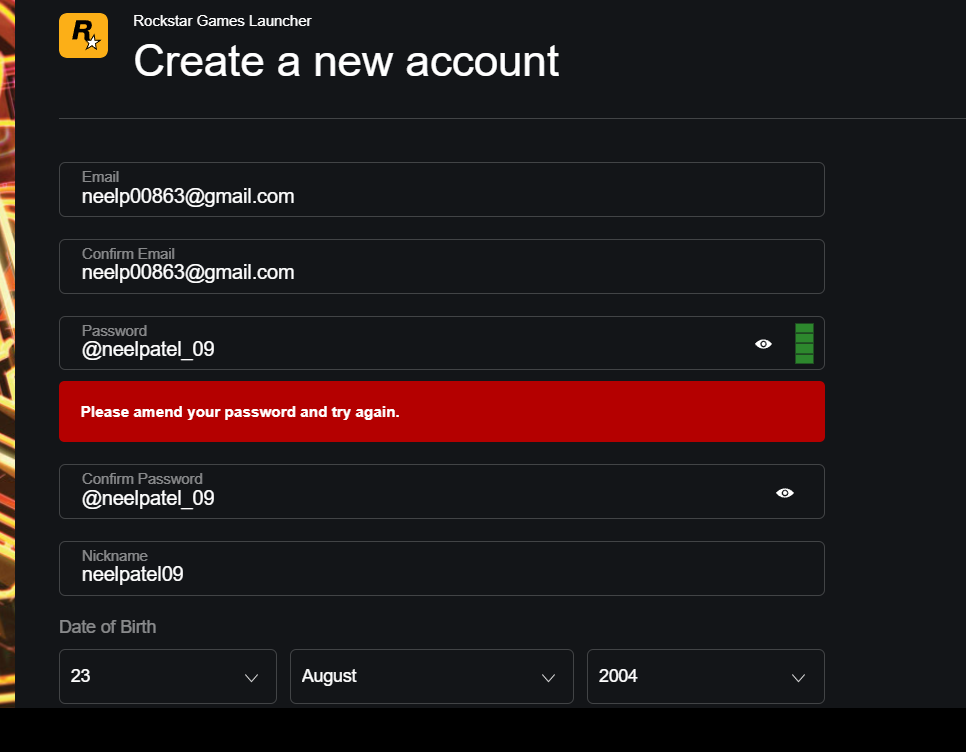 R
Rockstar Games Launcher
Create a new account
Email
neelp00863@gmail.com
Confirm Email
neelp00863@gmail.com
Password
@neelpatel_09
Please amend your password and try again.
Confirm Password
@neelpatel_09
Nickname
neelpatel09
Date of Birth
23 August 2004